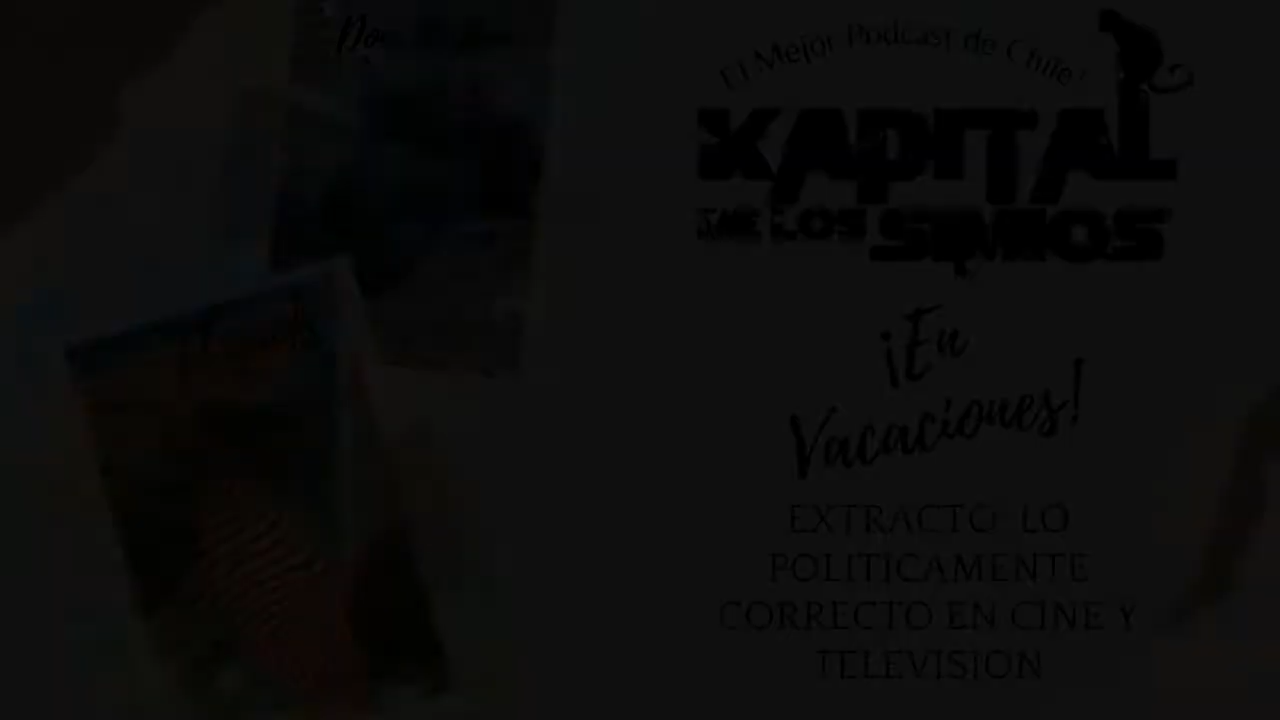 El Mejor Podcast de Chile!
KAPITAL
DE LOS SIMIOS
¡En
Vacaciones!
EXTRACTO LO
POLITICAMENTE
CORRECTO EN CINE Y
TELEVISION